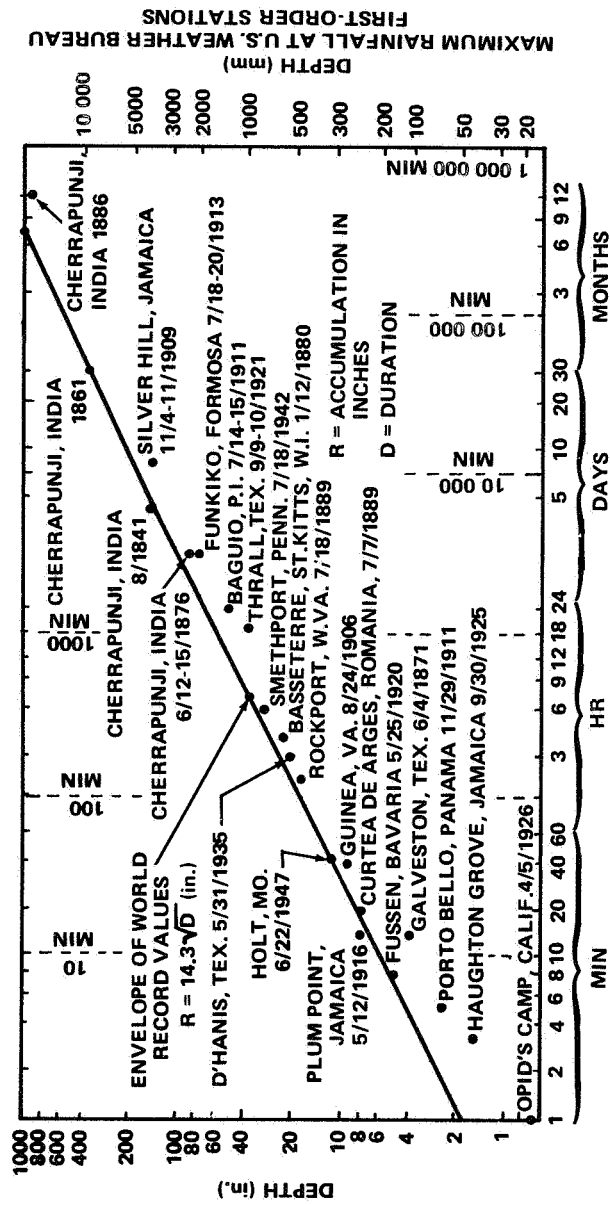 MAXIMUM RAINFALL AT U.S. WEATHER BUREAU
FIRST-ORDER STATIONS
DEPTH (mm)
10 000
5000
3000
2000
1000
500
300
200
100
50
30
20
DEPTH (in.)
1000
800
600
400
200
100
80
60
40
20
10
8
6
4
2
1
10
MIN
100
MIN
1000
MIN
10 000
MIN
100 000
MIN
1 000 000 MIN
CHERRAPUNJI,
INDIA 1886
CHERRAPUNJI, INDIA
1861
SILVER HILL, JAMAICA
11/4-11/1909
CHERRAPUNJI, INDIA
8/1841
CHERRAPUNJI, INDIA
6/12-15/1876
FUNKIKO, FORMOSA 7/18-20/1913
BAGUIO, P.I. 7/14-15/1911
THRALL,TEX. 9/9-10/1921
SMETHPORT, PENN. 7/18/1942
BASSETERRE, ST.KITTS, W.I. 1/12/1880
ROCKPORT, W.VA. 7/18/1889
ENVELOPE OF WORLD
RECORD VALUES
R = 14.3√D (in.)
D'HANIS, TEX. 5/31/1935
HOLT, MO.
6/22/1947
GUINEA, VA. 8/24/1906
CURTEA DE ARGES, ROMANIA, 7/7/1889
PLUM POINT,
JAMAICA
5/12/1916
FUSSEN, BAVARIA 5/25/1920
GALVESTON, TEX. 6/4/1871
PORTO BELLO, PANAMA 11/29/1911
HAUGHTON GROVE, JAMAICA 9/30/1925
OPID'S CAMP, CALIF.4/5/1926
R = ACCUMULATION IN
INCHES
D = DURATION
1 2 4 6 8 10 20 40 60
3 6 9 12 18 24
5 10 20 30
3 6 9 12
MIN HR DAYS MONTHS